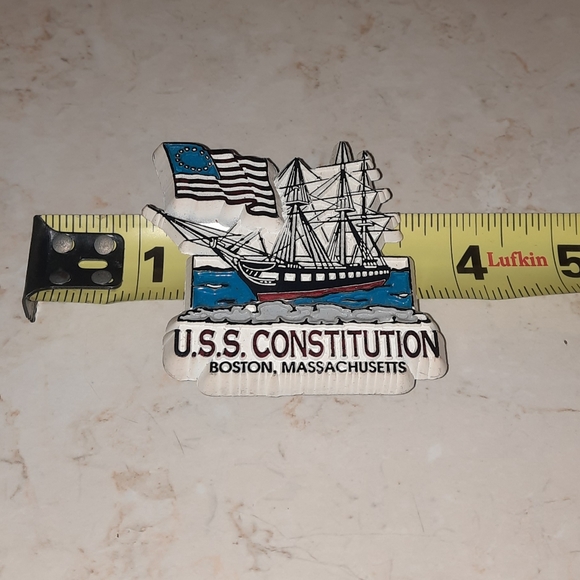 1 4 Lufkin 5
U.S.S. CONSTITUTION
BOSTON, MASSACHUSETTS